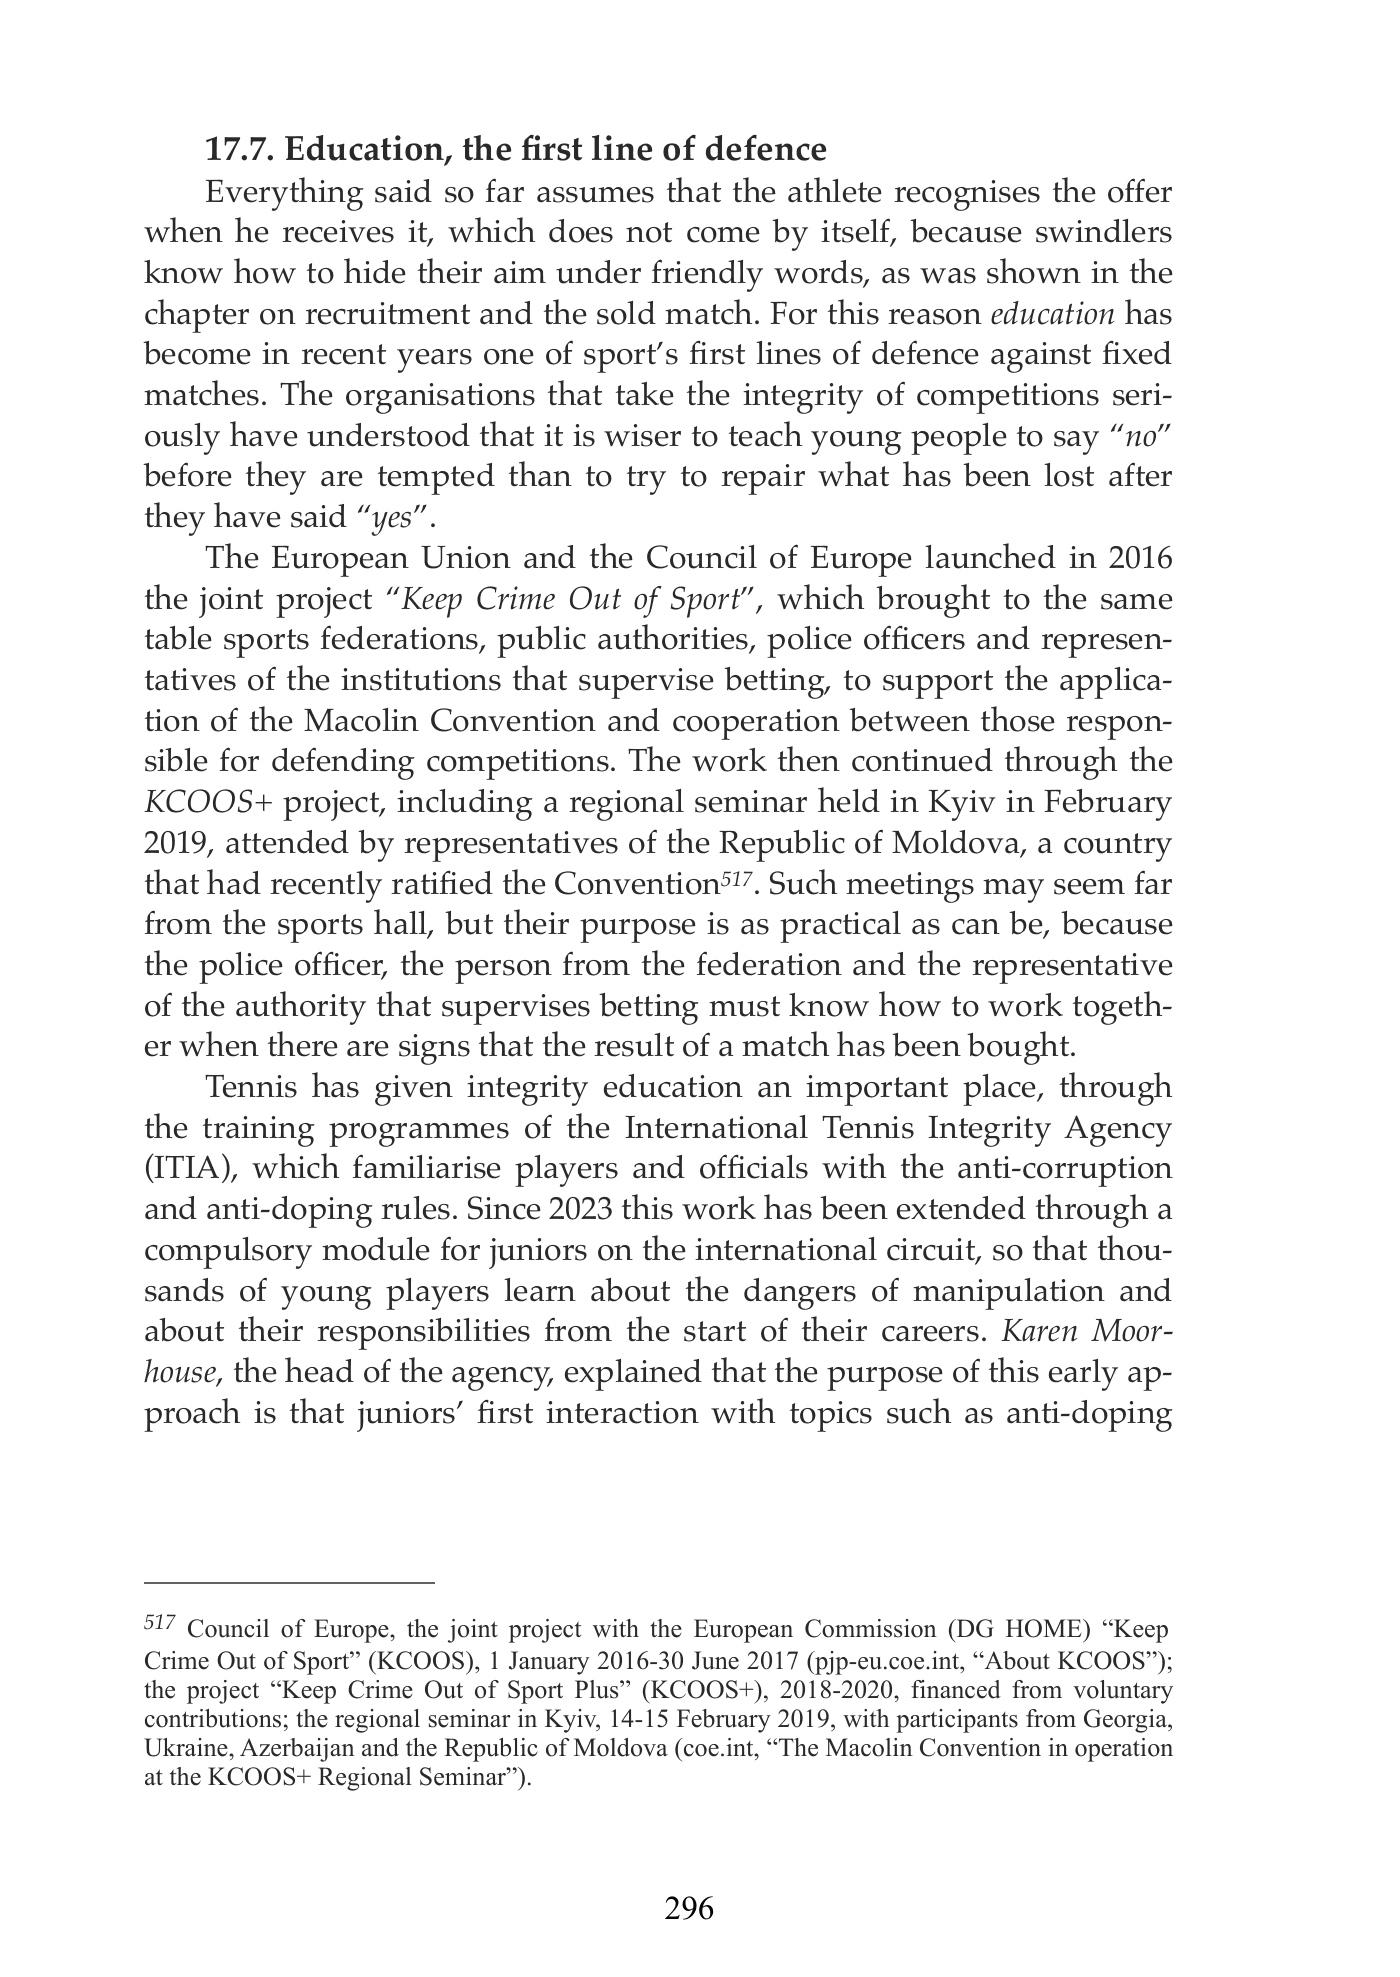 17.7. Education, the first line of defence
Everything said so far assumes that the athlete recognises the offer
when he receives it, which does not come by itself, because swindlers
know how to hide their aim under friendly words, as was shown in the
chapter on recruitment and the sold match. For this reason education has
become in recent years one of sport’s first lines of defence against fixed
matches. The organisations that take the integrity of competitions seri-
ously have understood that it is wiser to teach young people to say “no”
before they are tempted than to try to repair what has been lost after
they have said “yes”.
The European Union and the Council of Europe launched in 2016
the joint project “Keep Crime Out of Sport”, which brought to the same
table sports federations, public authorities, police officers and represen-
tatives of the institutions that supervise betting, to support the applica-
tion of the Macolin Convention and cooperation between those respon-
sible for defending competitions. The work then continued through the
KCOOS+ project, including a regional seminar held in Kyiv in February
2019, attended by representatives of the Republic of Moldova, a country
that had recently ratified the Convention517. Such meetings may seem far
from the sports hall, but their purpose is as practical as can be, because
the police officer, the person from the federation and the representative
of the authority that supervises betting must know how to work togeth-
er when there are signs that the result of a match has been bought.
Tennis has given integrity education an important place, through
the training programmes of the International Tennis Integrity Agency
(ITIA), which familiarise players and officials with the anti-corruption
and anti-doping rules. Since 2023 this work has been extended through a
compulsory module for juniors on the international circuit, so that thou-
sands of young players learn about the dangers of manipulation and
about their responsibilities from the start of their careers. Karen Moor-
house, the head of the agency, explained that the purpose of this early ap-
proach is that juniors’ first interaction with topics such as anti-doping
517 Council of Europe, the joint project with the European Commission (DG HOME) “Keep
Crime Out of Sport” (KCOOS), 1 January 2016-30 June 2017 (pjp-eu.coe.int, “About KCOOS”);
the project “Keep Crime Out of Sport Plus” (KCOOS+), 2018-2020, financed from voluntary
contributions; the regional seminar in Kyiv, 14-15 February 2019, with participants from Georgia,
Ukraine, Azerbaijan and the Republic of Moldova (coe.int, “The Macolin Convention in operation
at the KCOOS+ Regional Seminar”).
296